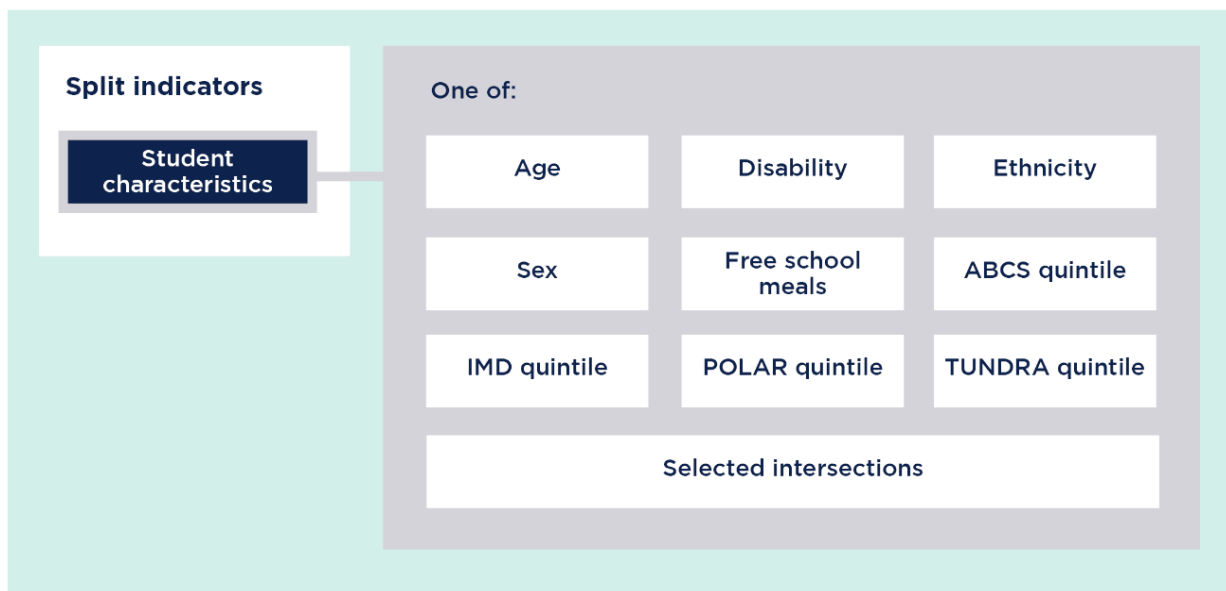 Split indicators
Student
characteristics
One of:
Age
Disability
Ethnicity
Sex
Free school
meals
ABCS quintile
IMD quintile
POLAR quintile
TUNDRA quintile
Selected intersections